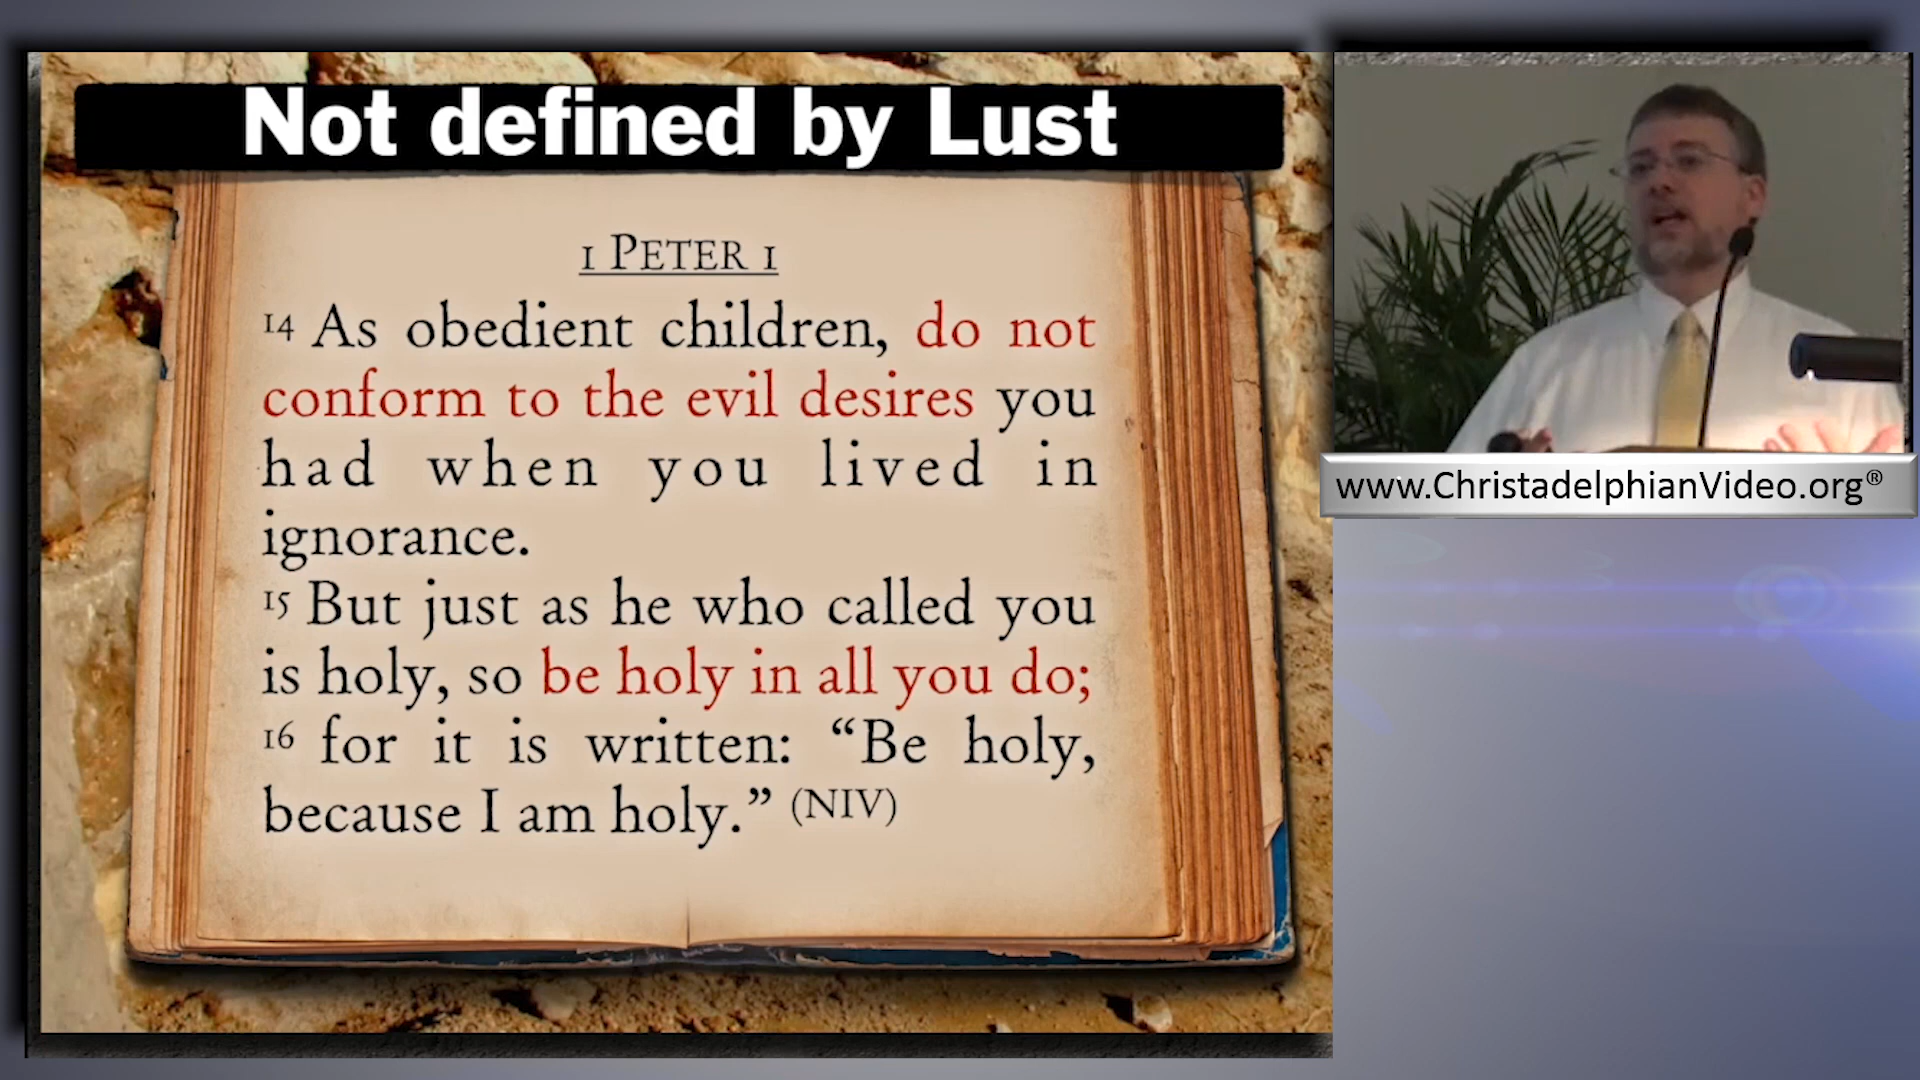 Not defined by Lust
1 PETER 1
14 As obedient children, do not
conform to the evil desires you
had when you lived in
ignorance.
15 But just as he who called you
is holy, so be holy in all you do;
16 for it is written: “Be holy,
because I am holy.” (NIV)
www.ChristadelphianVideo.org®